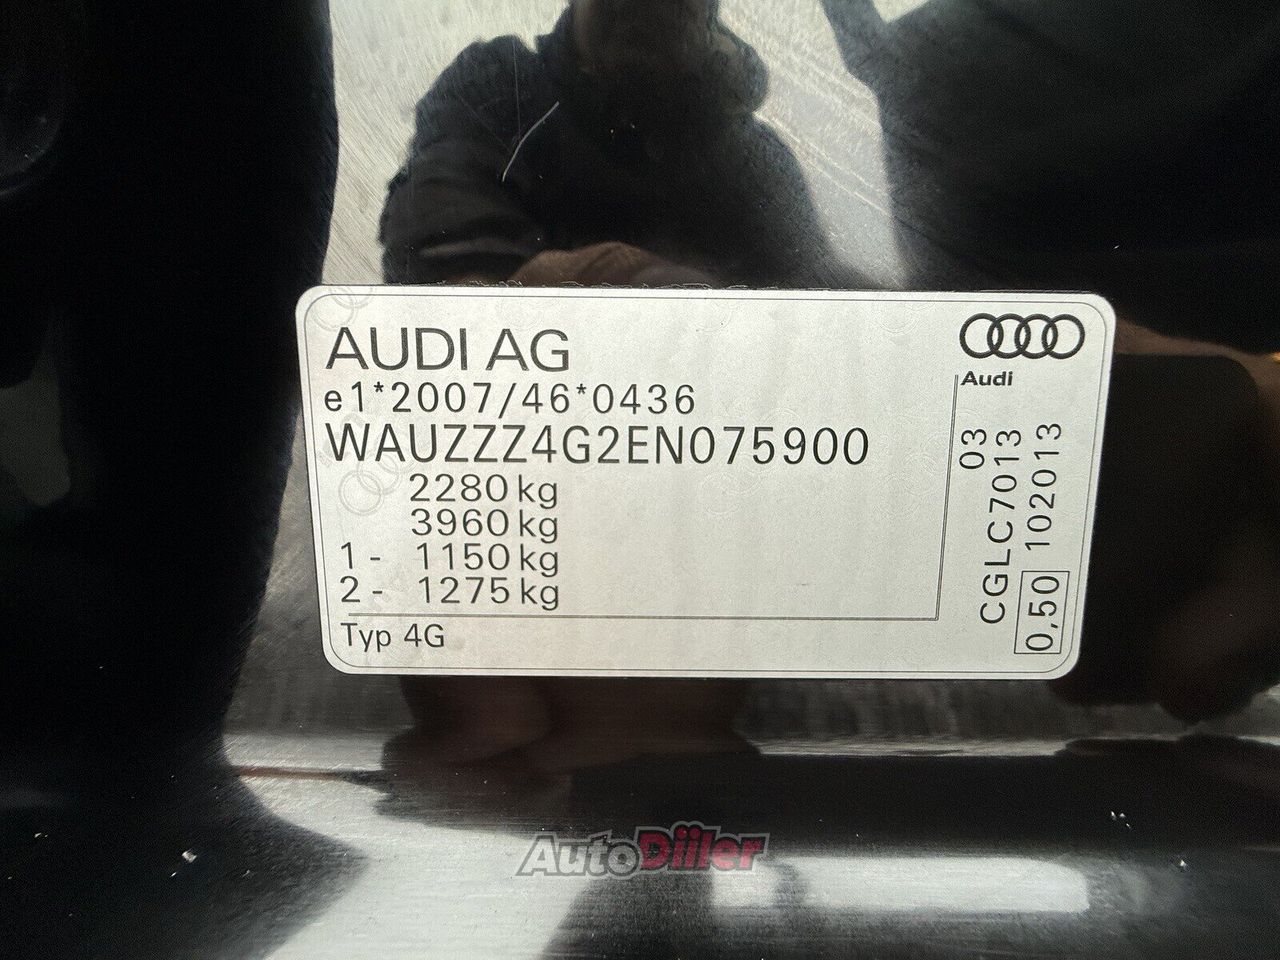 AUDI AG
e1*2007/46*0436
WAUZZZ4G2EN075900
2280 kg
3960 kg
1 - 1150 kg
2 - 1275 kg
Typ 4G
Audi
03
CGLC7013
0,50 102013
AutoDiiler